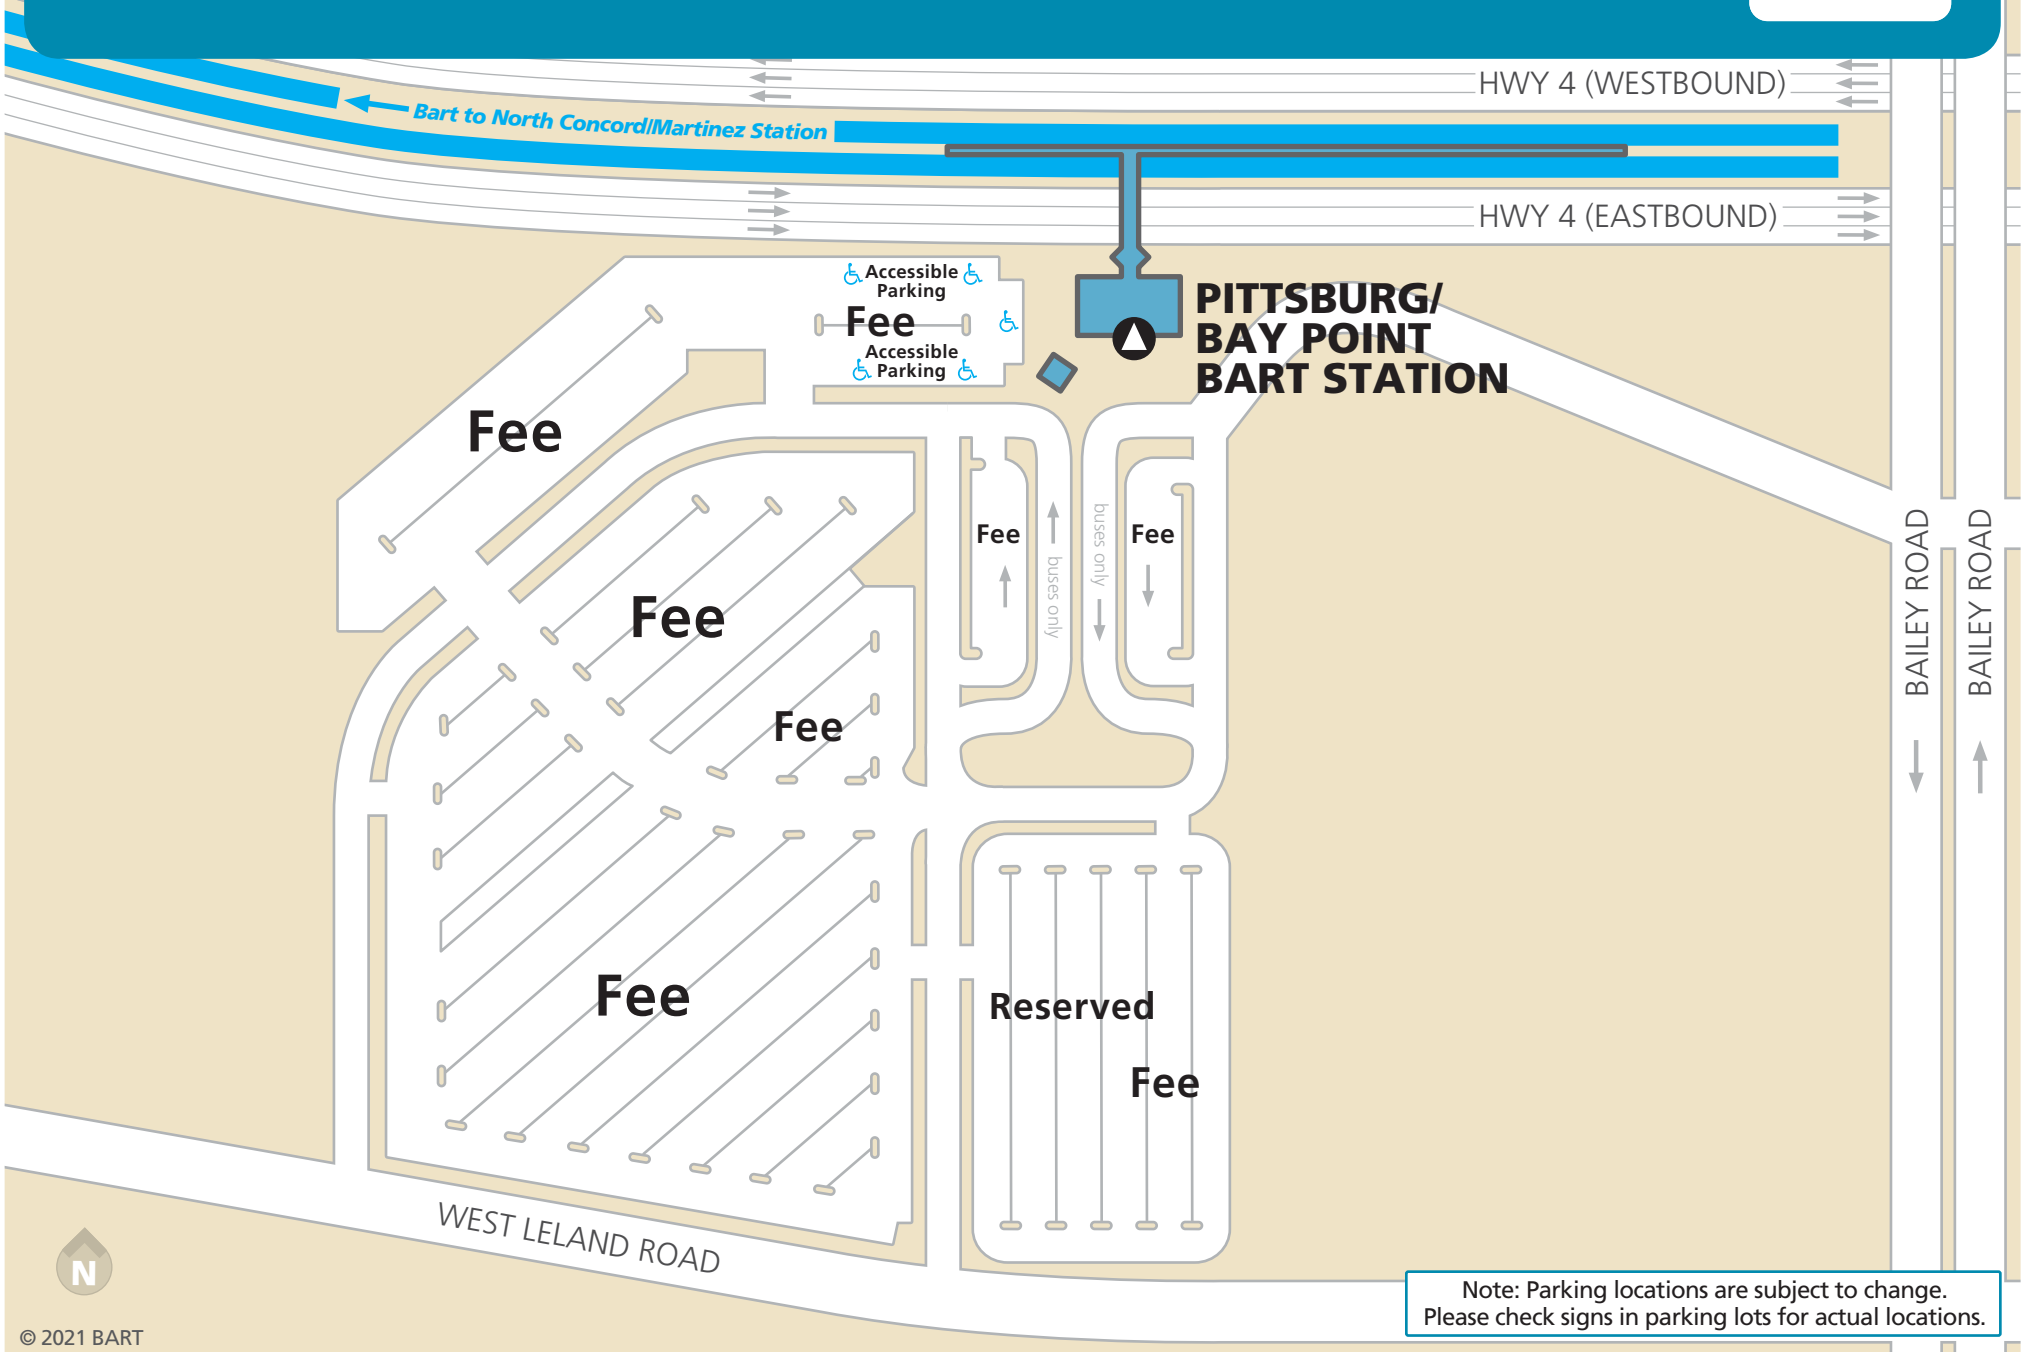 HWY 4 (WESTBOUND)
Bart to North Concord/Martinez Station
HWY 4 (EASTBOUND)
Accessible
Parking
Fee
Accessible
Parking
PITTSBURG/
BAY POINT
BART STATION
Fee
Fee
buses only
Fee
buses only
BAILEY ROAD
BAILEY ROAD
Fee
Fee
Fee
Reserved
Fee
WEST LELAND ROAD
N
Note: Parking locations are subject to change.
Please check signs in parking lots for actual locations.
© 2021 BART